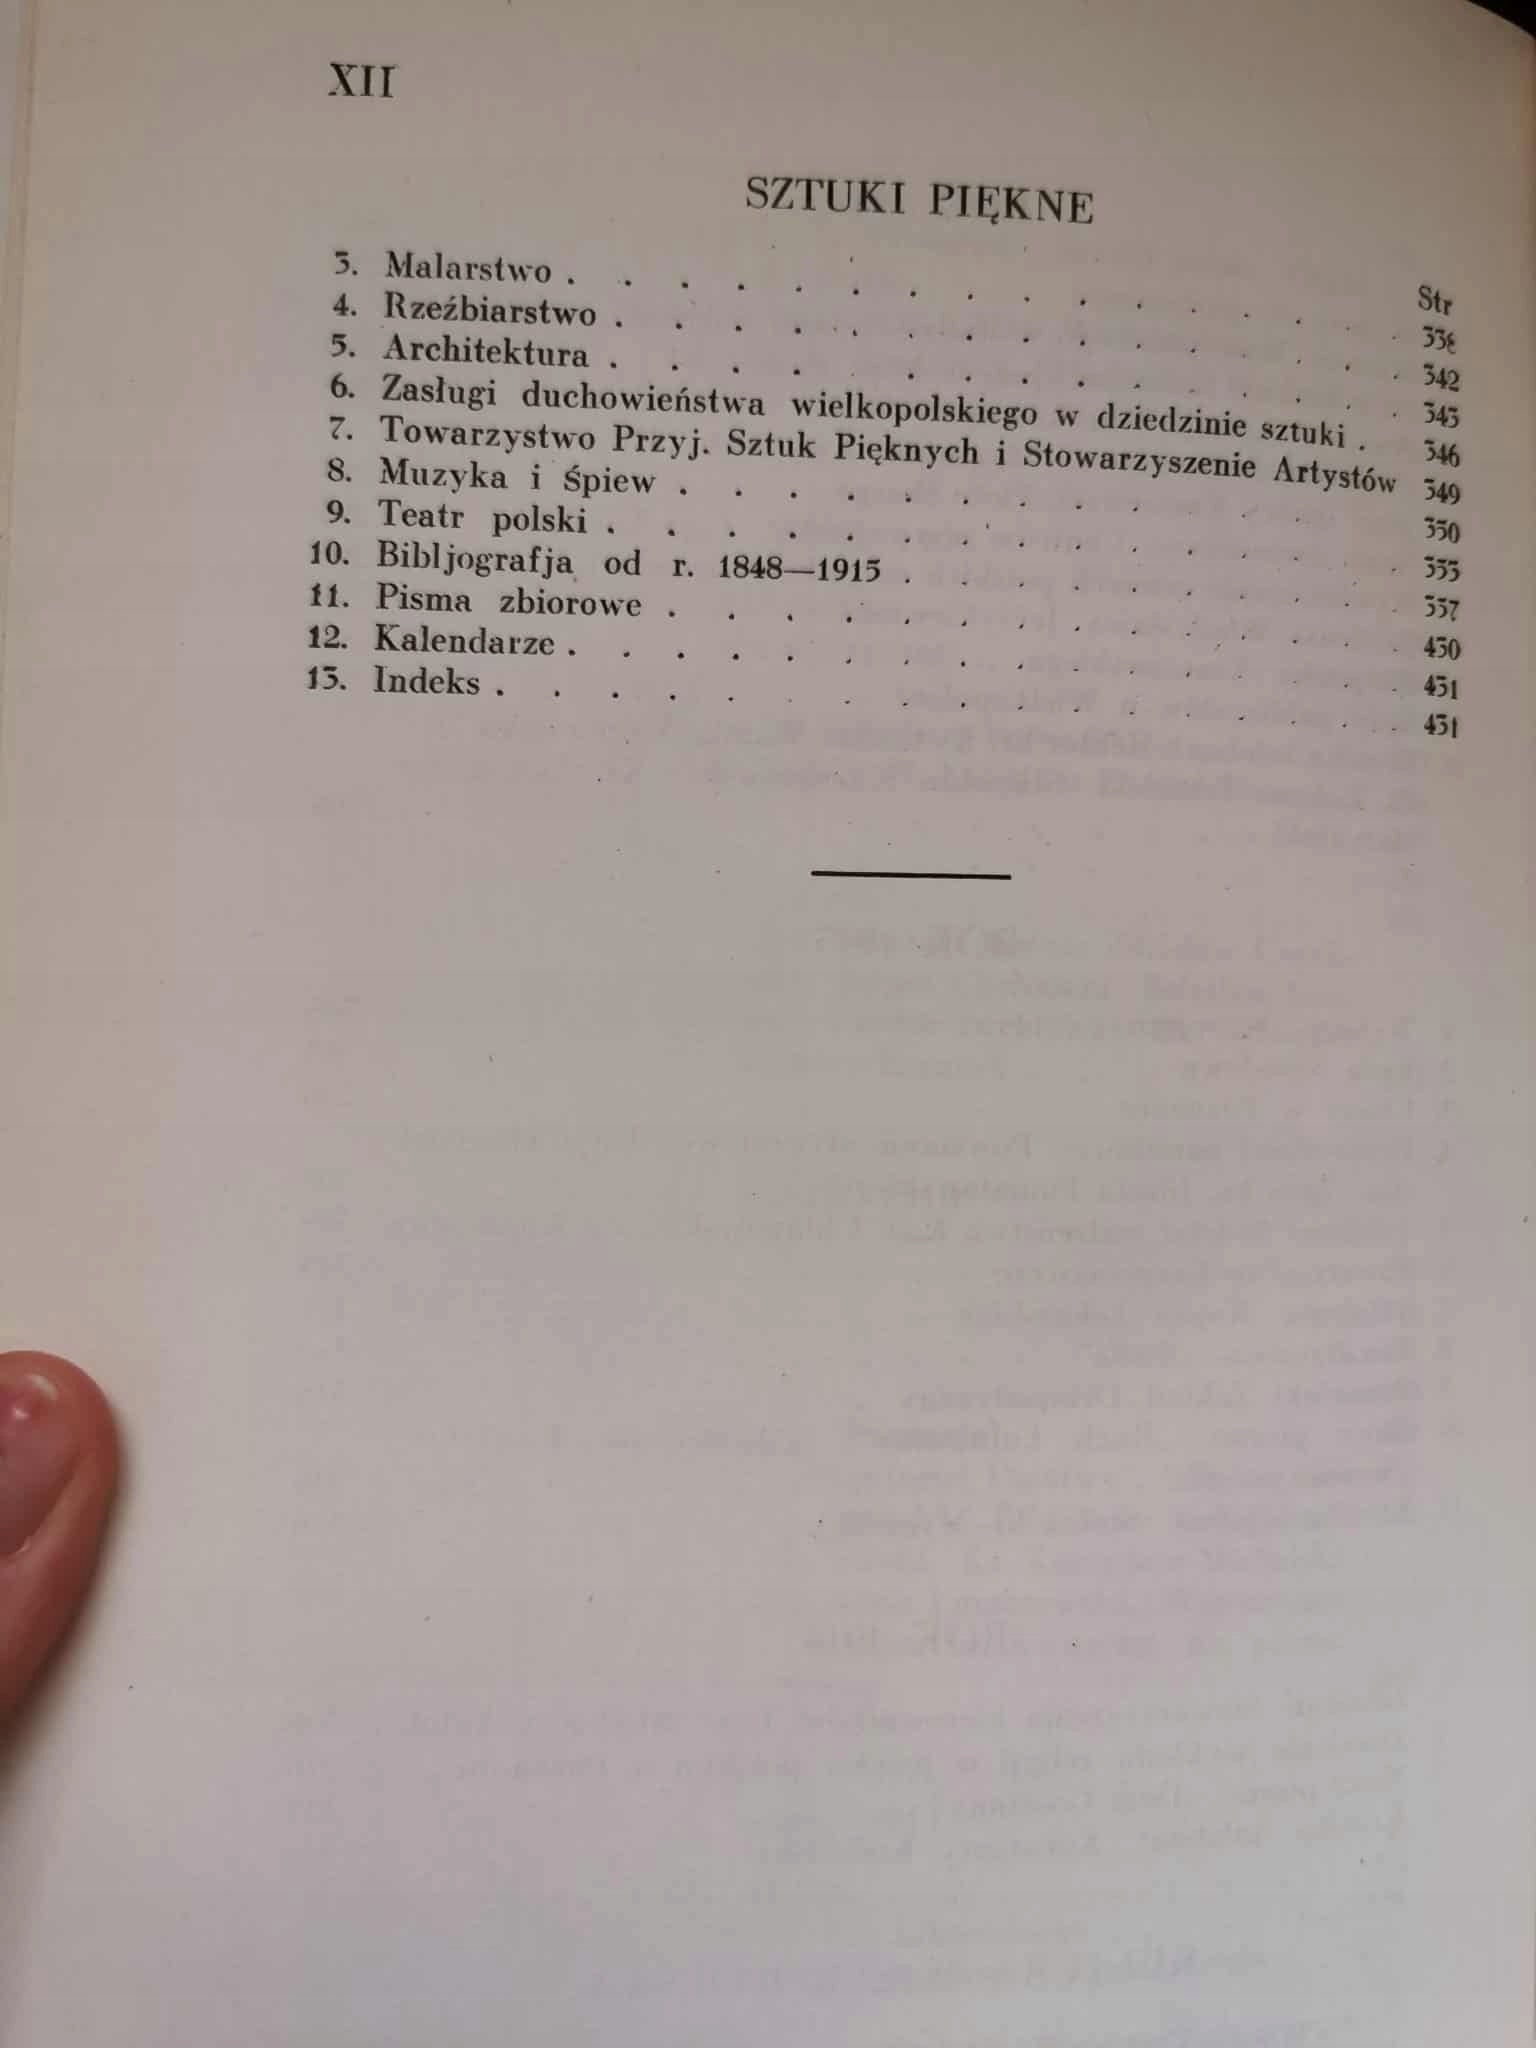 XII
SZTUKI PIĘKNE
Str
3. Malarstwo . . . . . . . . . . . . . . . 338
4. Rzeźbiarstwo . . . . . . . . . . . . . . 342
5. Architektura . . . . . . . . . . . . . . 343
6. Zasługi duchowieństwa wielkopolskiego w dziedzinie sztuki . 346
7. Towarzystwo Przyj. Sztuk Pięknych i Stowarzyszenie Artystów 349
8. Muzyka i śpiew . . . . . . . . . . . . . 350
9. Teatr polski . . . . . . . . . . . . . . 355
10. Bibljografja od r. 1848—1915 . . . . . . . . . 357
11. Pisma zbiorowe . . . . . . . . . . . . . 430
12. Kalendarze . . . . . . . . . . . . . . . 431
13. Indeks . . . . . . . . . . . . . . . . 431